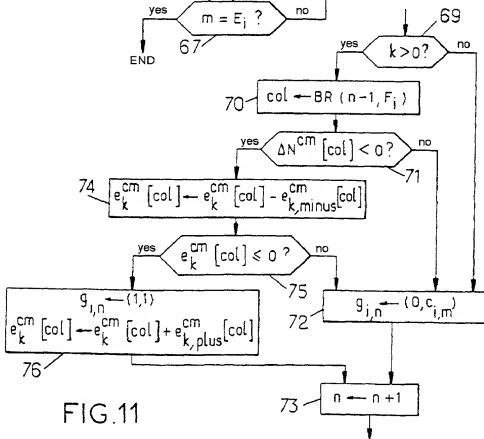 yes
m = E_i ?
no
67
END
69
yes
k>0?
no
70
col ← BR (n−1, F_i)
yes
ΔN^cm [col] < 0?
no
71
74
e_k^cm [col] ← e_k^cm [col] − e_k,minus^cm [col]
yes
e_k^cm [col] ≤ 0 ?
no
75
g_i,n ← (1,1)
e_k^cm [col] ← e_k^cm [col] + e_k,plus^cm [col]
76
g_i,n ← (0, c_i,m)
72
73
n ← n+1
FIG.11